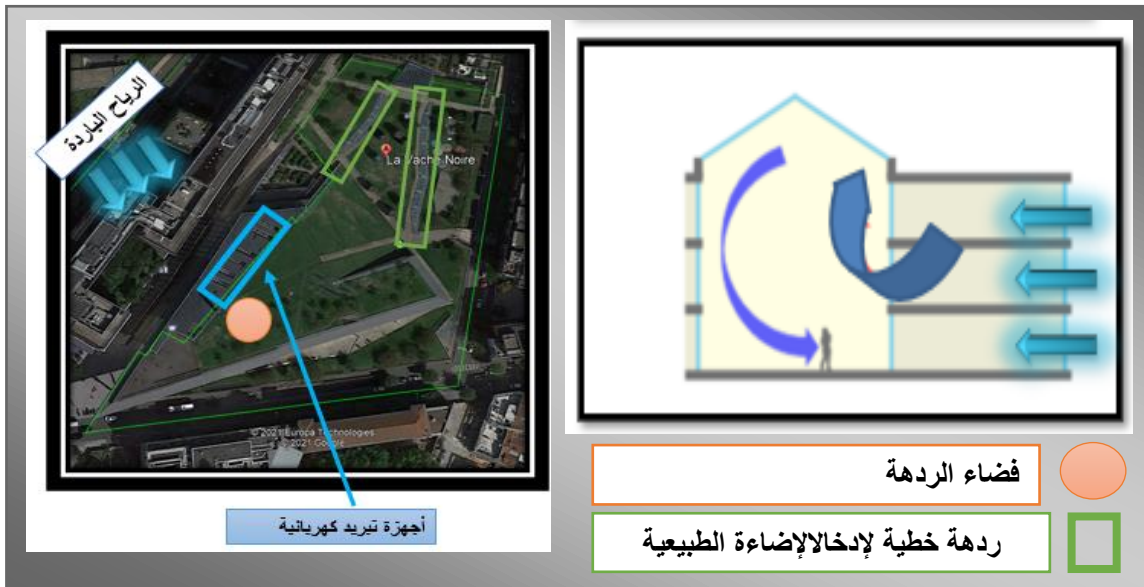 الرياح الباردة
La Vache Noire
© 2021 Europa Technologies
© 2021 Google
أجهزة تبريد كهربائية
فضاء الردهة
ردهة خطية لإدخالالإضاءة الطبيعية